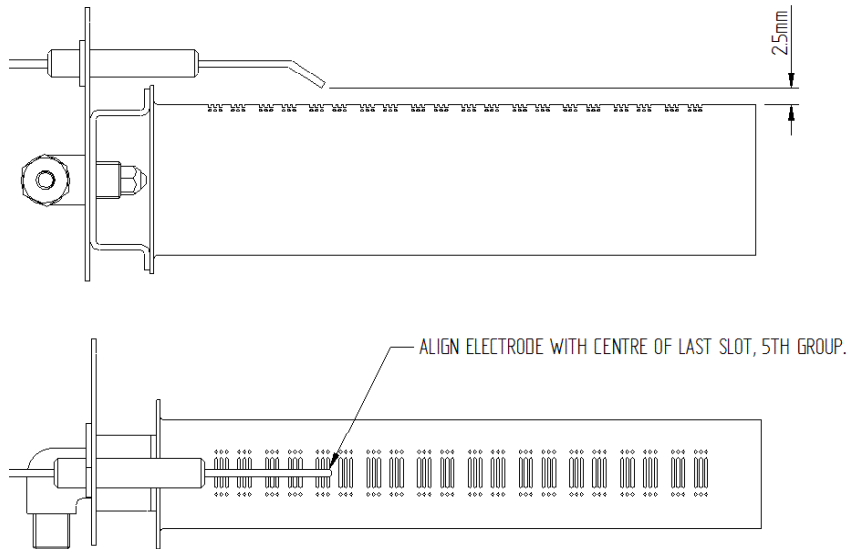 2.5mm
ALIGN ELECTRODE WITH CENTRE OF LAST SLOT, 5TH GROUP.